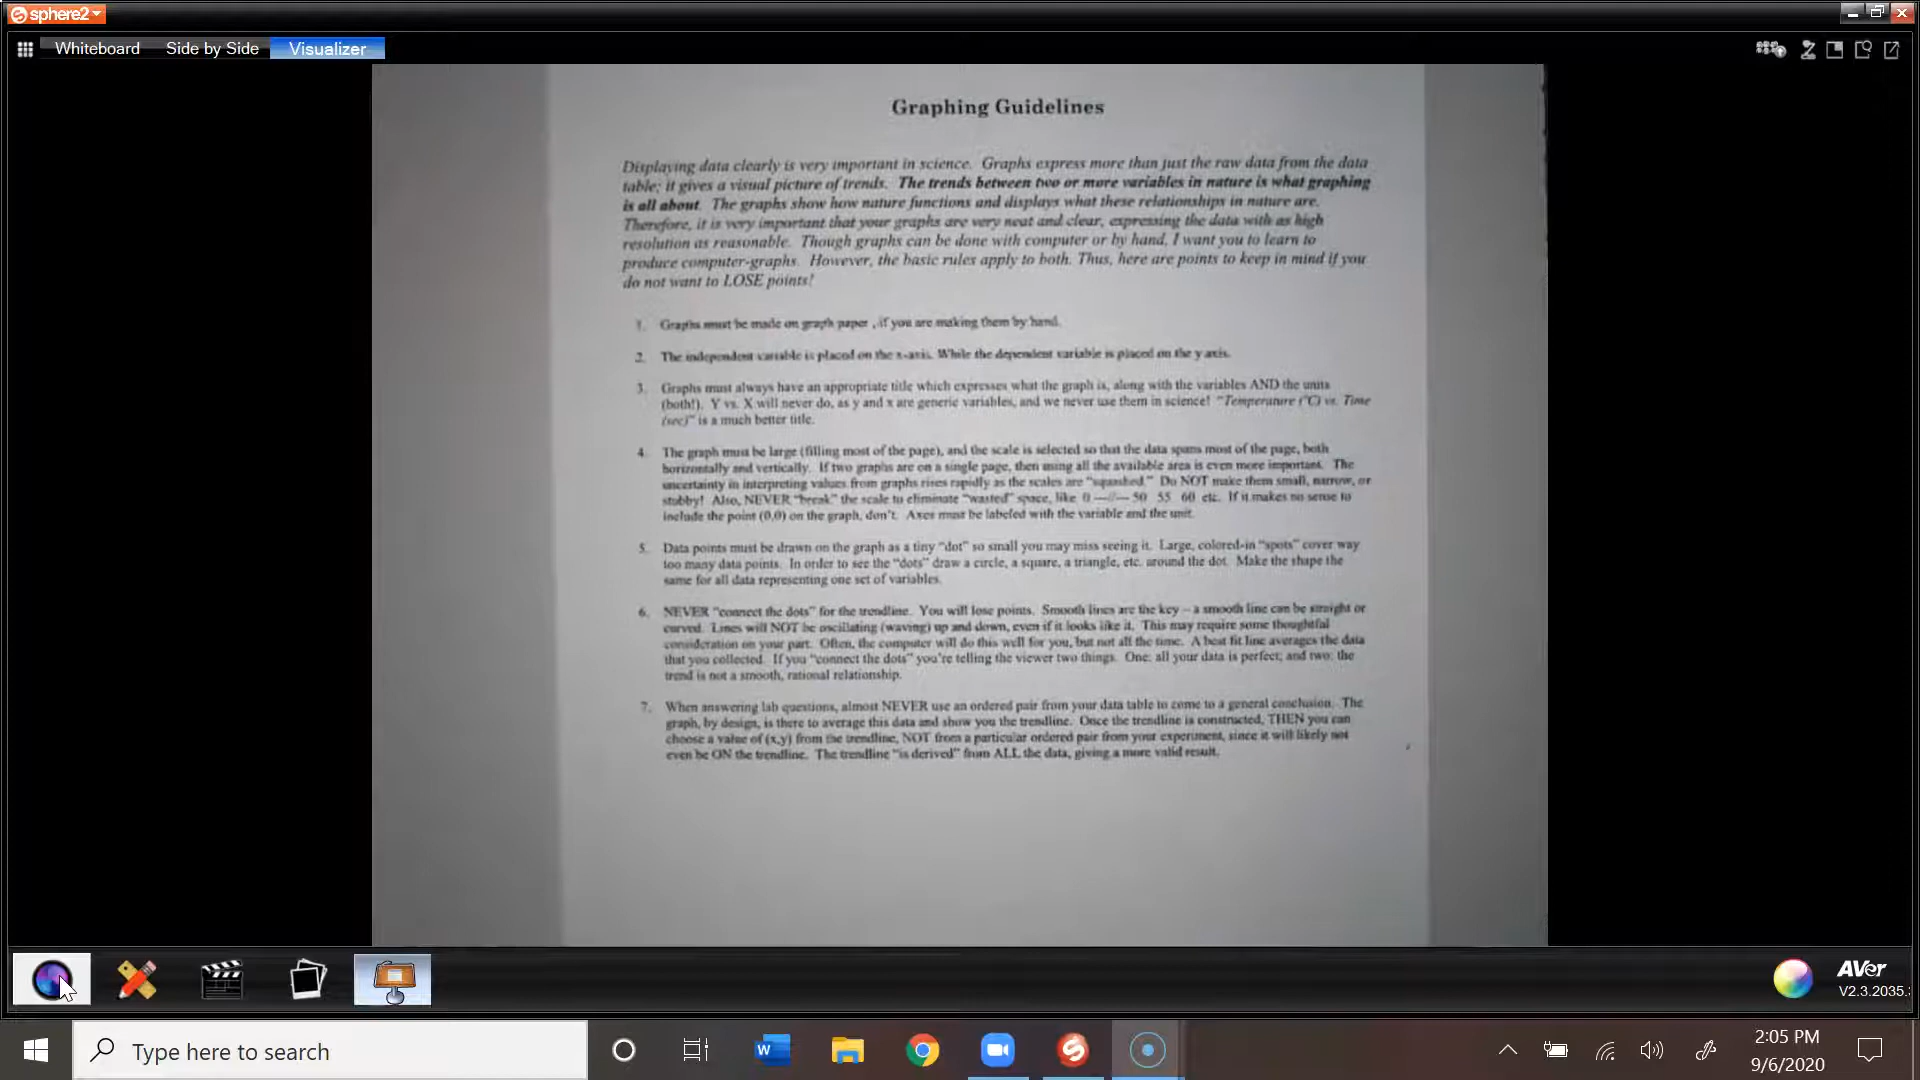 sphere2
Whiteboard Side by Side Visualizer
Graphing Guidelines
Displaying data clearly is very important in science. Graphs express more than just the raw data from the data
table; it gives a visual picture of trends. The trends between two or more variables in nature is what graphing
is all about. The graphs show how nature functions and displays what these relationships in nature are.
Therefore, it is very important that your graphs are very neat and clear, expressing the data with as high
resolution as reasonable. Though graphs can be done with computer or by hand, I want you to learn to
produce computer-graphs. However, the basic rules apply to both. Thus, here are points to keep in mind if you
do not want to LOSE points!
1. Graphs must be made on graph paper , if you are making them by hand.
2. The independent variable is placed on the x-axis. While the dependent variable is placed on the y axis.
3. Graphs must always have an appropriate title which expresses what the graph is, along with the variables AND the units
(both!). Y vs. X will never do, as y and x are generic variables, and we never use them in science! "Temperature (°C) vs. Time
(sec)" is a much better title.
4. The graph must be large (filling most of the page), and the scale is selected so that the data spans most of the page, both
horizontally and vertically. If two graphs are on a single page, then using all the available area is even more important. The
uncertainty in interpreting values from graphs rises rapidly as the scales are "squashed." Do NOT make them small, narrow, or
stubby! Also, NEVER "break" the scale to eliminate "wasted" space, like 0 —//— 50 55 60 etc. If it makes no sense to
include the point (0,0) on the graph, don't. Axes must be labeled with the variable and the unit.
5. Data points must be drawn on the graph as a tiny "dot" so small you may miss seeing it. Large, colored-in "spots" cover way
too many data points. In order to see the "dots" draw a circle, a square, a triangle, etc. around the dot. Make the shape the
same for all data representing one set of variables.
6. NEVER "connect the dots" for the trendline. You will lose points. Smooth lines are the key – a smooth line can be straight or
curved. Lines will NOT be oscillating (waving) up and down, even if it looks like it. This may require some thoughtful
consideration on your part. Often, the computer will do this well for you, but not all the time. A best fit line averages the data
that you collected. If you "connect the dots" you're telling the viewer two things. One: all your data is perfect; and two: the
trend is not a smooth, rational relationship.
7. When answering lab questions, almost NEVER use an ordered pair from your data table to come to a general conclusion. The
graph, by design, is there to average this data and show you the trendline. Once the trendline is constructed, THEN you can
choose a value of (x,y) from the trendline, NOT from a particular ordered pair from your experiment, since it will likely not
even be ON the trendline. The trendline "is derived" from ALL the data, giving a more valid result.
AVer
V2.3.2035.
Type here to search
2:05 PM
9/6/2020